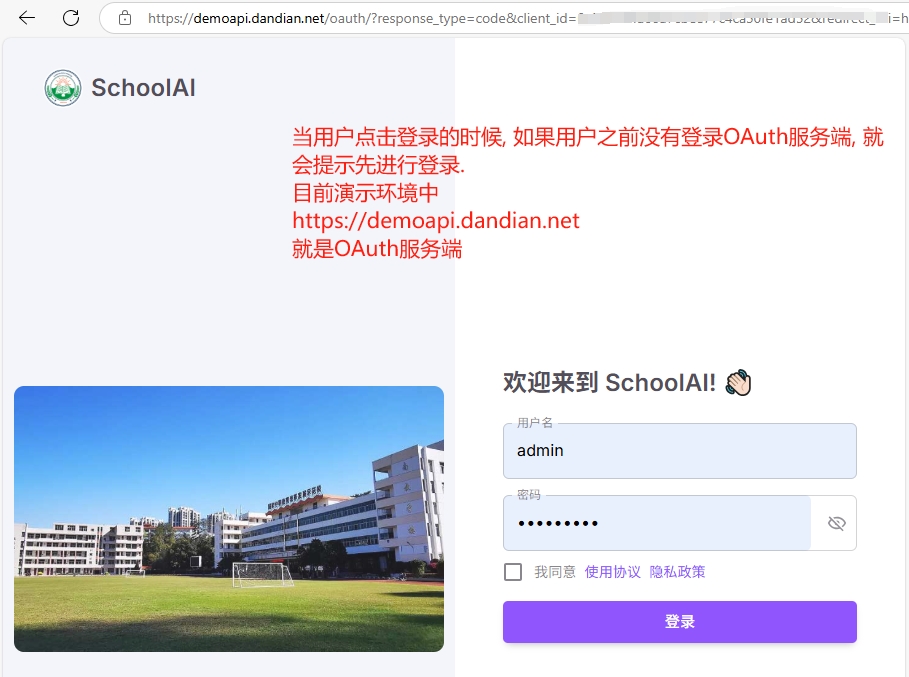 https://demoapi.dandian.net/oauth/?response_type=code&client_id=
SchoolAI
当用户点击登录的时候, 如果用户之前没有登录OAuth服务端, 就
会提示先进行登录.
目前演示环境中
https://demoapi.dandian.net
就是OAuth服务端
欢迎来到 SchoolAI!
用户名
admin
密码
我同意 使用协议 隐私政策
登录